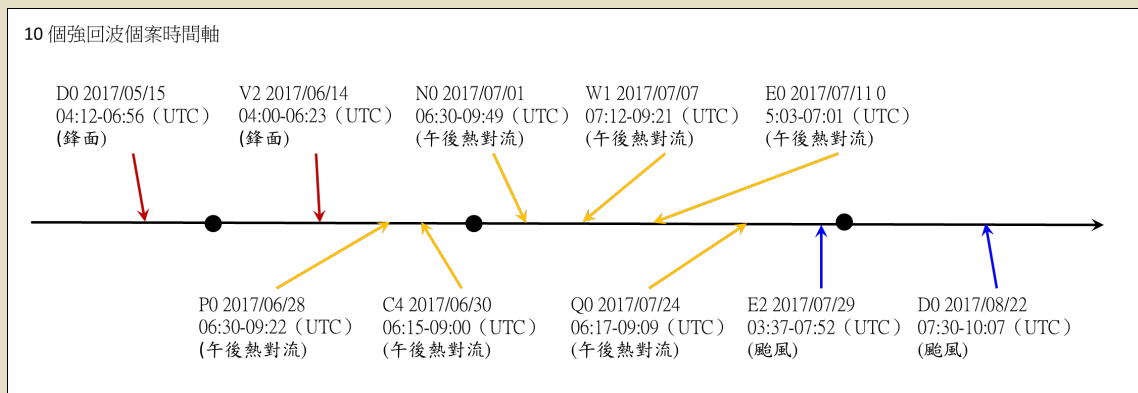 10 個強回波個案時間軸
D0 2017/05/15
04:12-06:56（UTC）
(鋒面)
V2 2017/06/14
04:00-06:23（UTC）
(鋒面)
N0 2017/07/01
06:30-09:49（UTC）
(午後熱對流)
W1 2017/07/07
07:12-09:21（UTC）
(午後熱對流)
E0 2017/07/11 0
5:03-07:01（UTC）
(午後熱對流)
P0 2017/06/28
06:30-09:22（UTC）
(午後熱對流)
C4 2017/06/30
06:15-09:00（UTC）
(午後熱對流)
Q0 2017/07/24
06:17-09:09（UTC）
(午後熱對流)
E2 2017/07/29
03:37-07:52（UTC）
(颱風)
D0 2017/08/22
07:30-10:07（UTC）
(颱風)